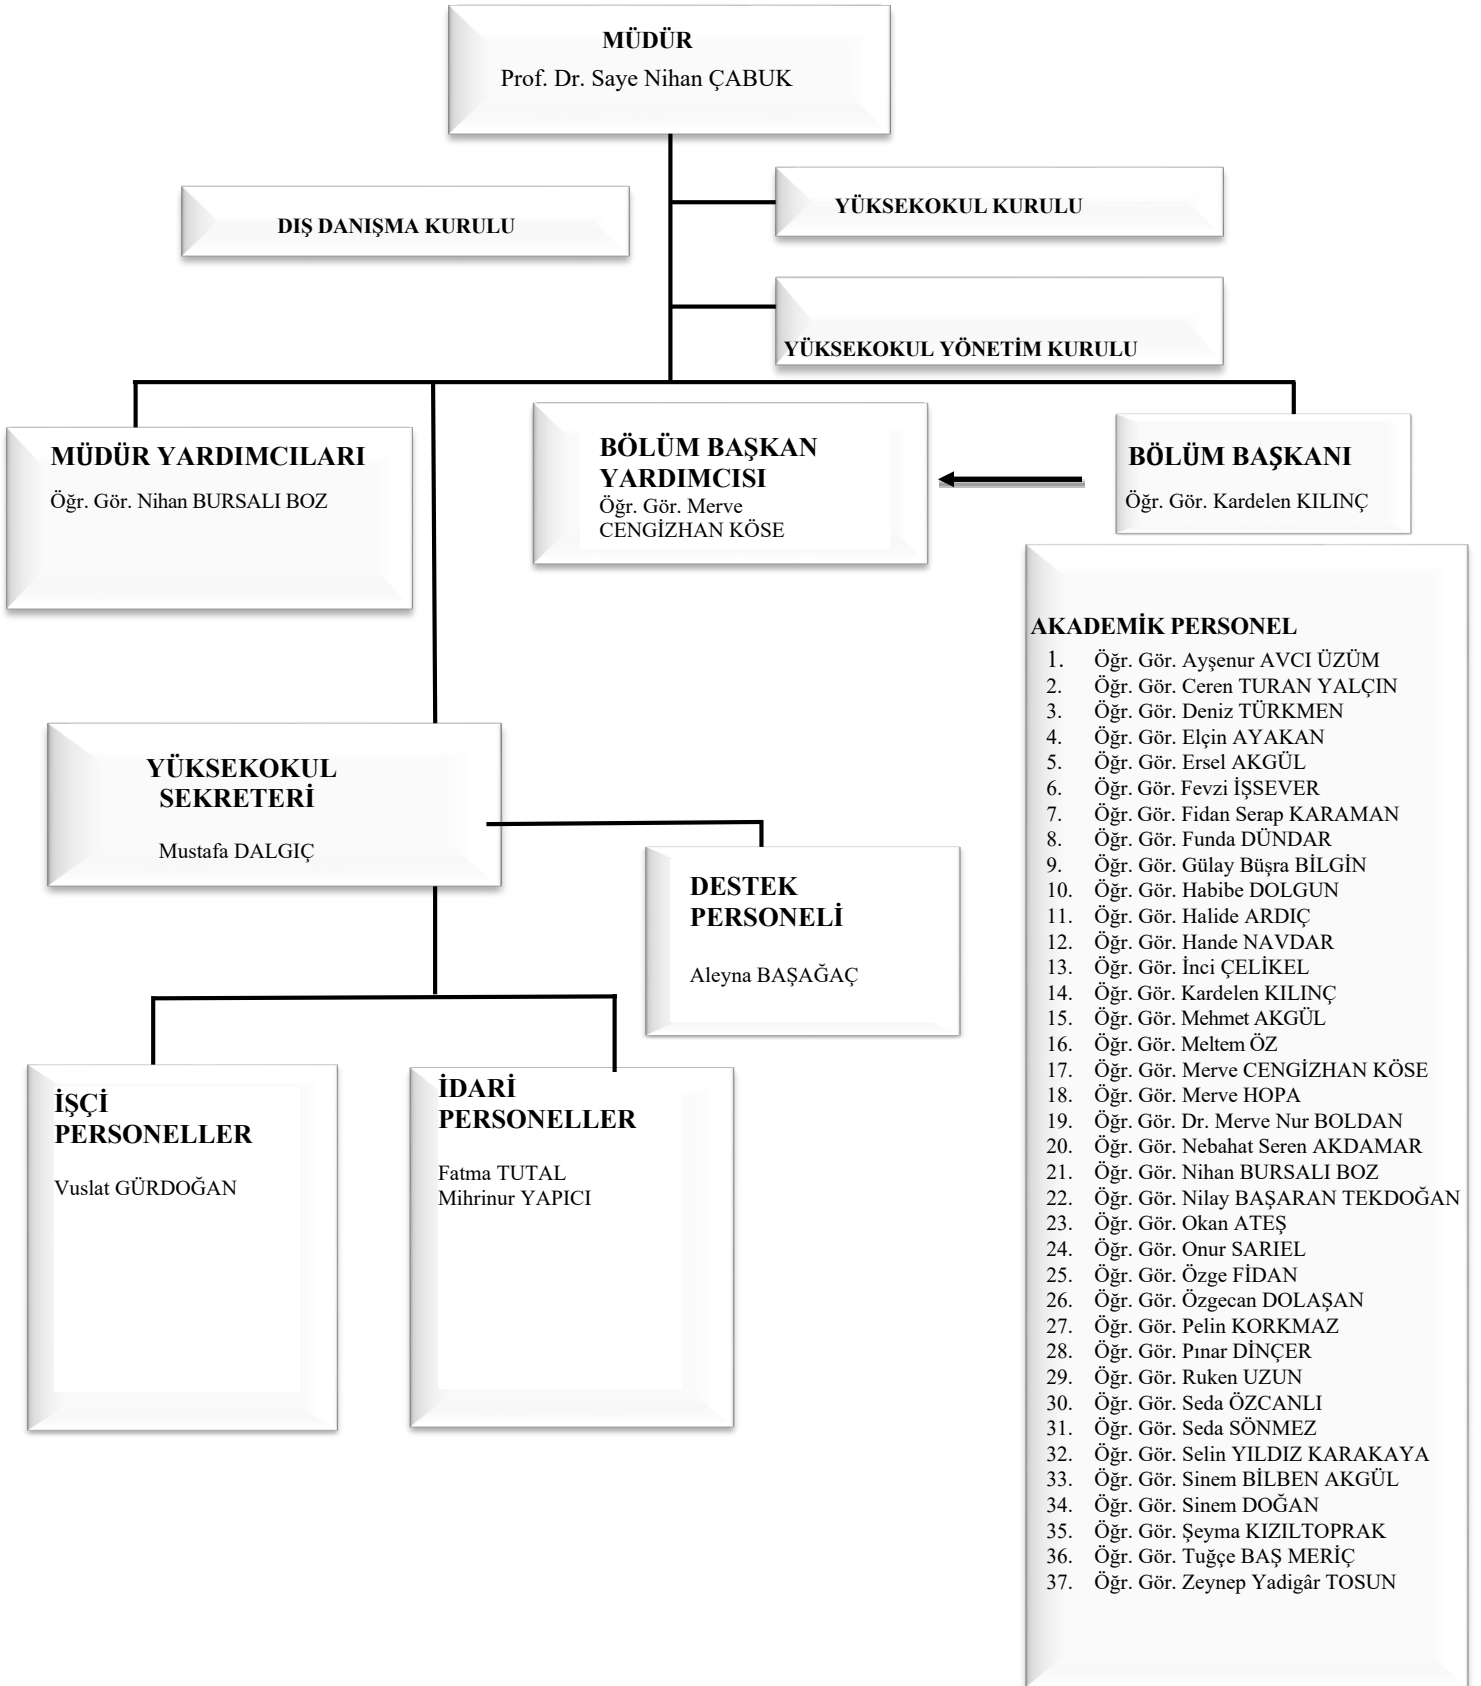 MÜDÜR
Prof. Dr. Saye Nihan ÇABUK
DIŞ DANIŞMA KURULU
YÜKSEKOKUL KURULU
YÜKSEKOKUL YÖNETİM KURULU
MÜDÜR YARDIMCILARI
Öğr. Gör. Nihan BURSALI BOZ
BÖLÜM BAŞKAN
YARDIMCISI
Öğr. Gör. Merve
CENGİZHAN KÖSE
BÖLÜM BAŞKANI
Öğr. Gör. Kardelen KILINÇ
YÜKSEKOKUL
SEKRETERİ
Mustafa DALGIÇ
DESTEK
PERSONELİ
Aleyna BAŞAĞAÇ
İŞÇİ
PERSONELLER
Vuslat GÜRDOĞAN
İDARİ
PERSONELLER
Fatma TUTAL
Mihrinur YAPICI
AKADEMİK PERSONEL
1. Öğr. Gör. Ayşenur AVCI ÜZÜM
2. Öğr. Gör. Ceren TURAN YALÇIN
3. Öğr. Gör. Deniz TÜRKMEN
4. Öğr. Gör. Elçin AYAKAN
5. Öğr. Gör. Ersel AKGÜL
6. Öğr. Gör. Fevzi İŞSEVER
7. Öğr. Gör. Fidan Serap KARAMAN
8. Öğr. Gör. Funda DÜNDAR
9. Öğr. Gör. Gülay Büşra BİLGİN
10. Öğr. Gör. Habibe DOLGUN
11. Öğr. Gör. Halide ARDIÇ
12. Öğr. Gör. Hande NAVDAR
13. Öğr. Gör. İnci ÇELİKEL
14. Öğr. Gör. Kardelen KILINÇ
15. Öğr. Gör. Mehmet AKGÜL
16. Öğr. Gör. Meltem ÖZ
17. Öğr. Gör. Merve CENGİZHAN KÖSE
18. Öğr. Gör. Merve HOPA
19. Öğr. Gör. Dr. Merve Nur BOLDAN
20. Öğr. Gör. Nebahat Seren AKDAMAR
21. Öğr. Gör. Nihan BURSALI BOZ
22. Öğr. Gör. Nilay BAŞARAN TEKDOĞAN
23. Öğr. Gör. Okan ATEŞ
24. Öğr. Gör. Onur SARIEL
25. Öğr. Gör. Özge FİDAN
26. Öğr. Gör. Özgecan DOLAŞAN
27. Öğr. Gör. Pelin KORKMAZ
28. Öğr. Gör. Pınar DİNÇER
29. Öğr. Gör. Ruken UZUN
30. Öğr. Gör. Seda ÖZCANLI
31. Öğr. Gör. Seda SÖNMEZ
32. Öğr. Gör. Selin YILDIZ KARAKAYA
33. Öğr. Gör. Sinem BİLBEN AKGÜL
34. Öğr. Gör. Sinem DOĞAN
35. Öğr. Gör. Şeyma KIZILTOPRAK
36. Öğr. Gör. Tuğçe BAŞ MERİÇ
37. Öğr. Gör. Zeynep Yadigâr TOSUN